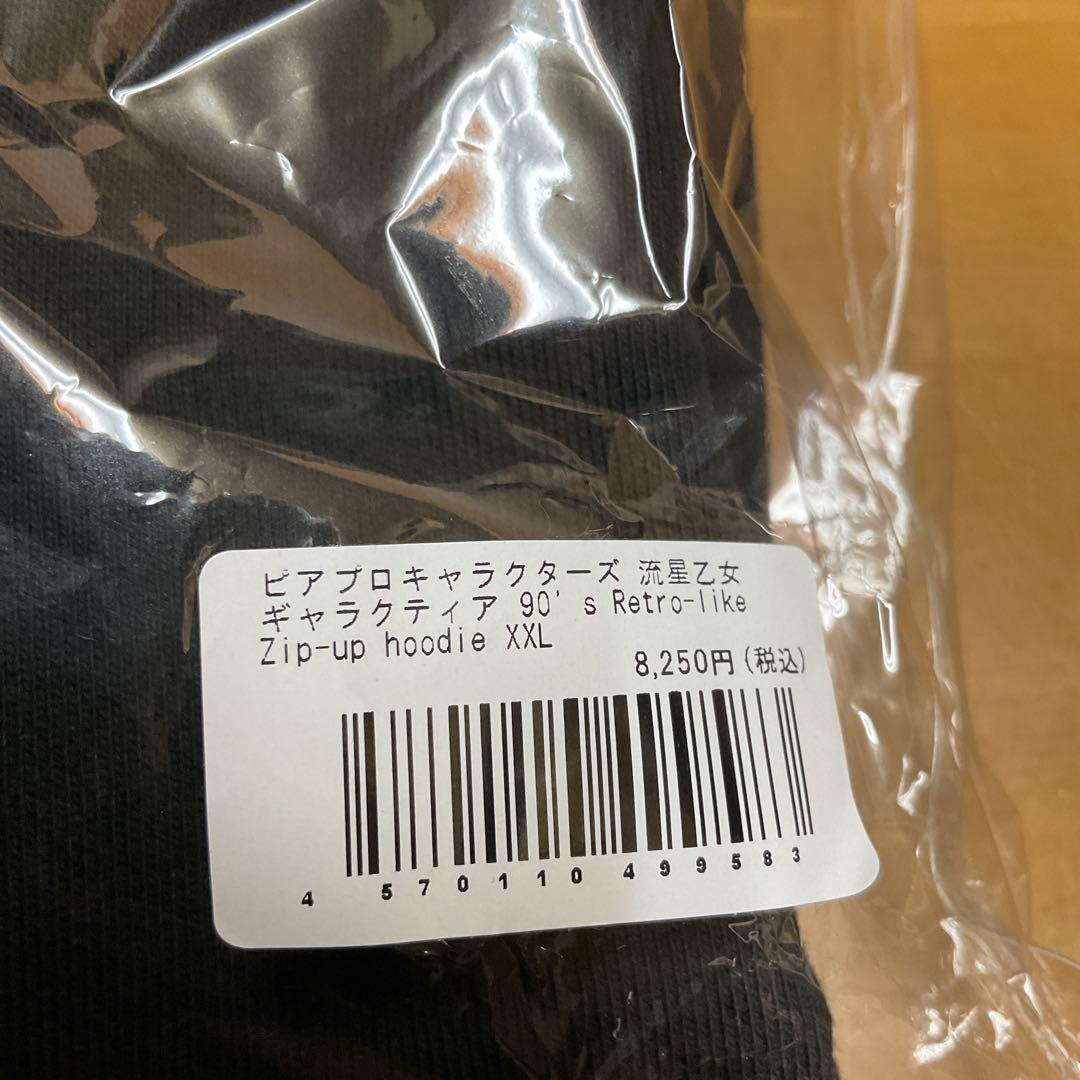 ピアプロキャラクターズ 流星乙女
ギャラクティア 90's Retro-like
Zip-up hoodie XXL
8,250円(税込)
4 570110 499583